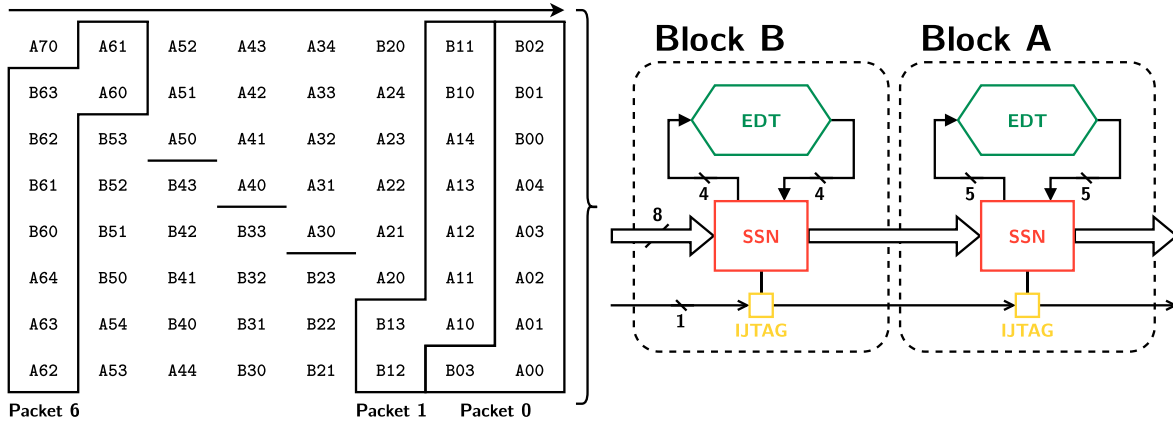 A70 A61 A52 A43 A34 B20 B11 B02
B63 A60 A51 A42 A33 A24 B10 B01
B62 B53 A50 A41 A32 A23 A14 B00
B61 B52 B43 A40 A31 A22 A13 A04
B60 B51 B42 B33 A30 A21 A12 A03
A64 B50 B41 B32 B23 A20 A11 A02
A63 A54 B40 B31 B22 B13 A10 A01
A62 A53 A44 B30 B21 B12 B03 A00
Packet 6 Packet 1 Packet 0
Block B Block A
EDT EDT
4 4 5 5
8
SSN SSN
1
IJTAG IJTAG